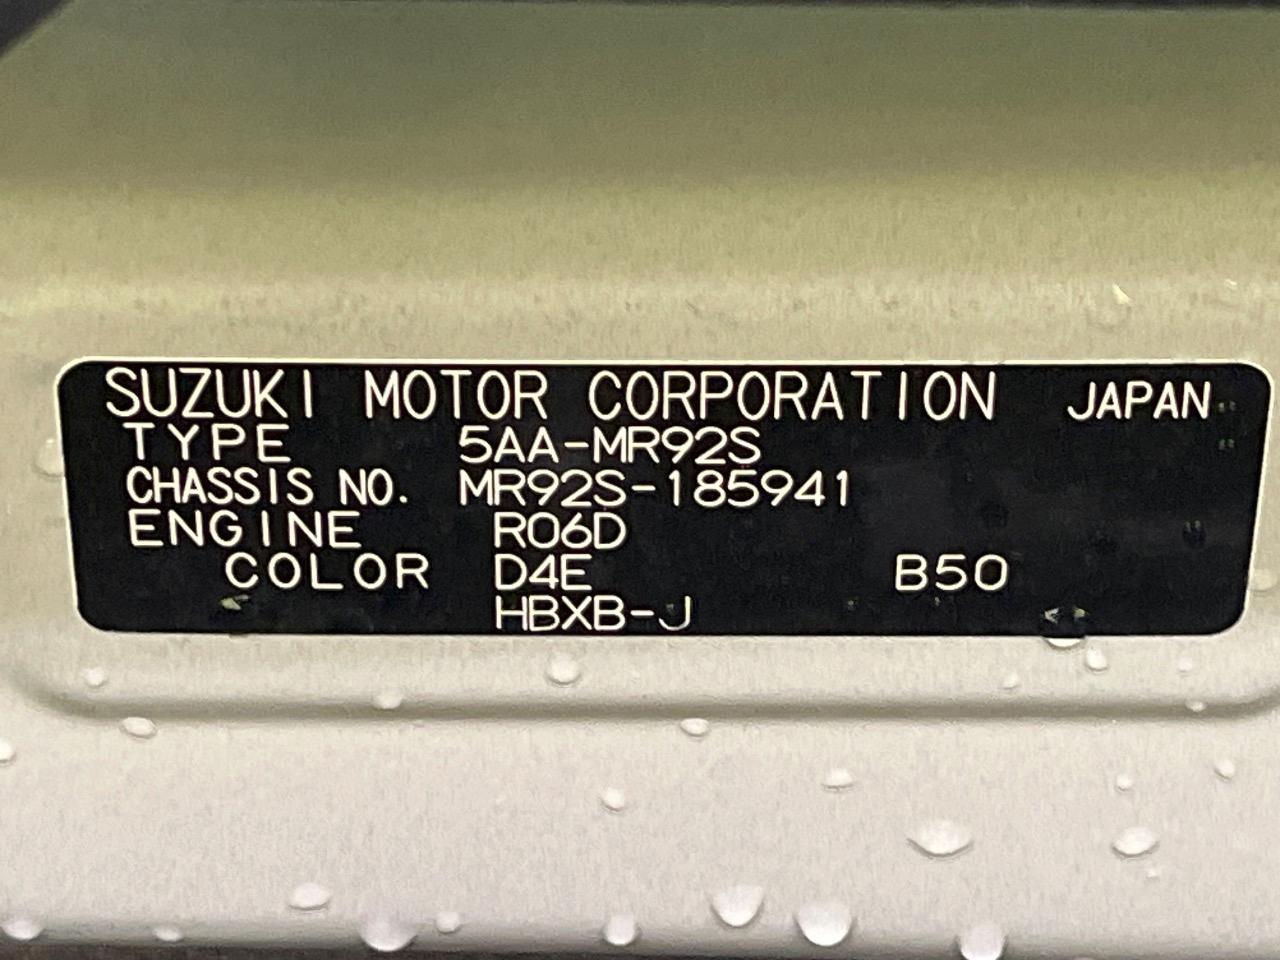 SUZUKI MOTOR CORPORATION JAPAN
TYPE 5AA-MR92S
CHASSIS NO. MR92S-185941
ENGINE R06D
COLOR D4E B50
HBXB-J